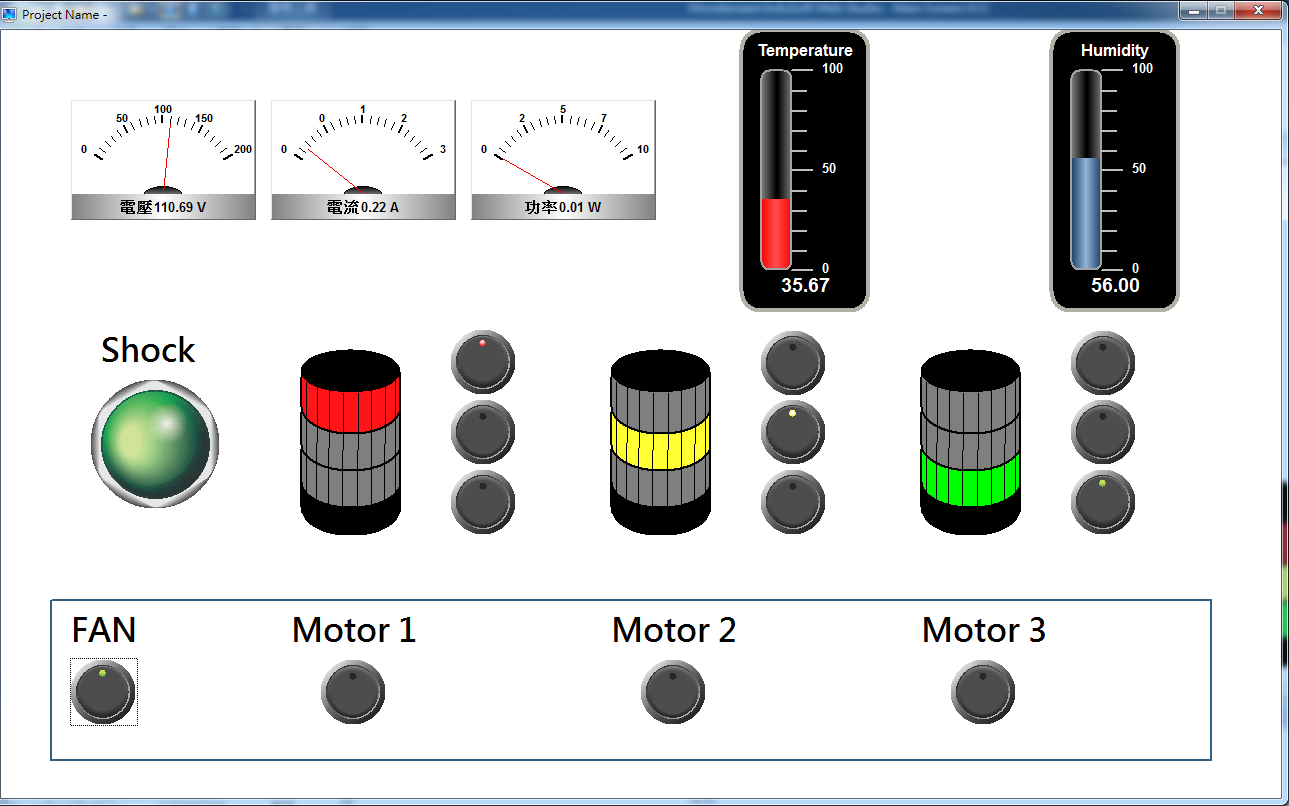 Project Name -
Temperature
100
50
0
35.67
Humidity
100
50
0
56.00
0 50 100 150 200
電壓110.69 V
0 0 1 2 3
電流0.22 A
0 2 5 7 10
功率0.01 W
Shock
FAN
Motor 1
Motor 2
Motor 3